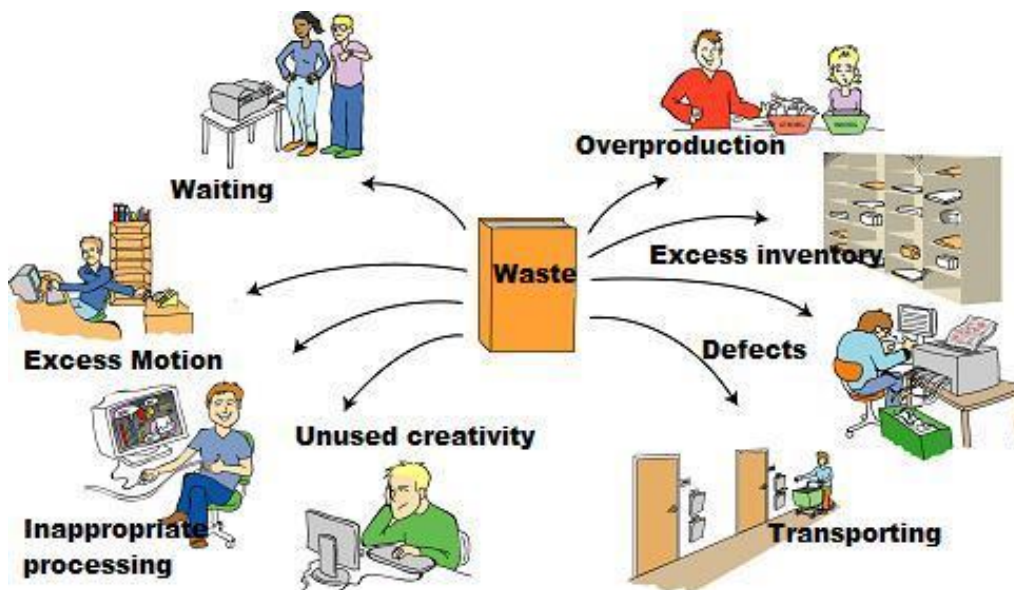 Waiting
Overproduction
Waste
Excess inventory
Excess Motion
Defects
Unused creativity
Inappropriate
processing
Transporting